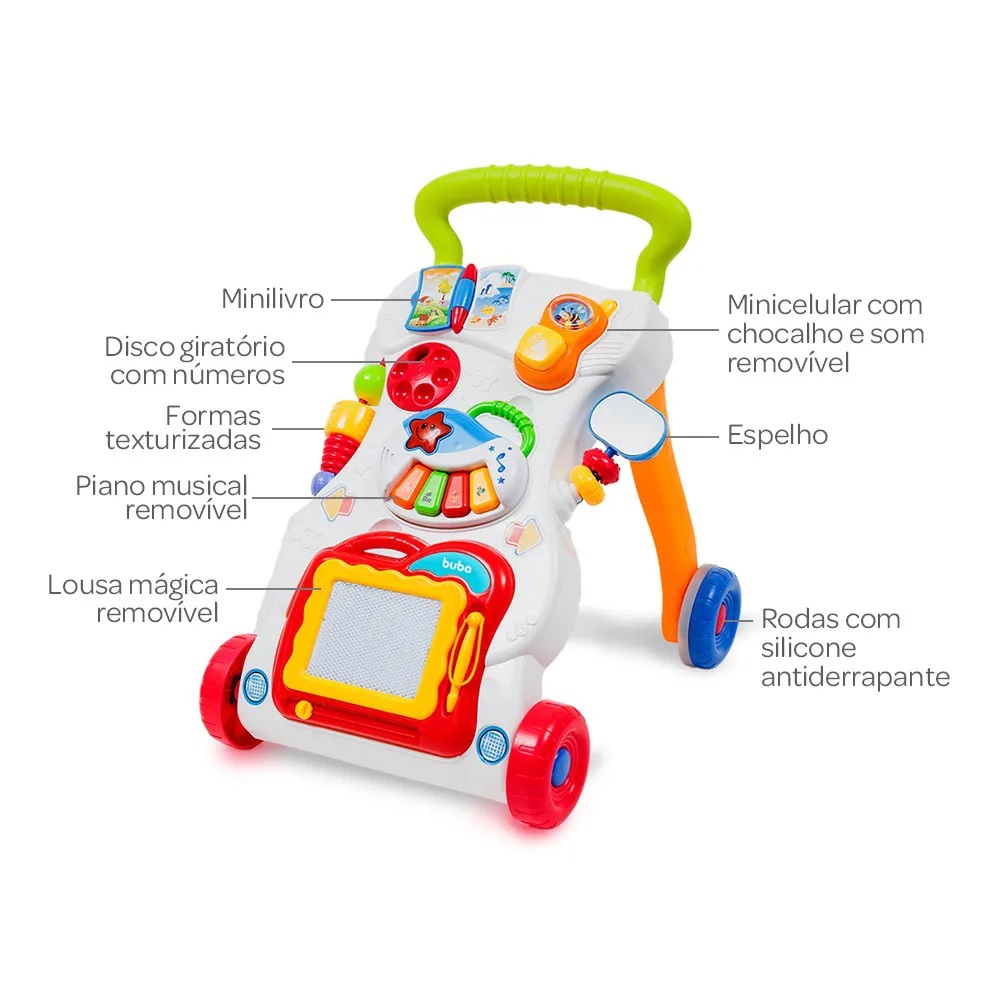 Minilivro
Disco giratório
com números
Formas
texturizadas
Piano musical
removível
Lousa mágica
removível
Minicelular com
chocalho e som
removível
Espelho
Rodas com
silicone
antiderrapante
buba